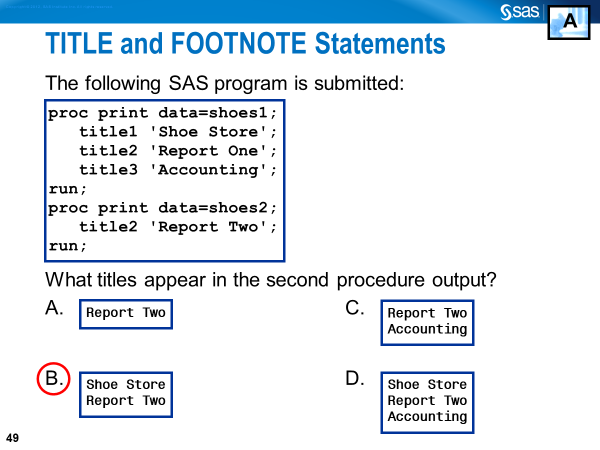 sas
A
TITLE and FOOTNOTE Statements
The following SAS program is submitted:
proc print data=shoes1;
   title1 'Shoe Store';
   title2 'Report One';
   title3 'Accounting';
run;
proc print data=shoes2;
   title2 'Report Two';
run;
What titles appear in the second procedure output?
A.
Report Two
C.
Report Two
Accounting
B.
Shoe Store
Report Two
D.
Shoe Store
Report Two
Accounting
49